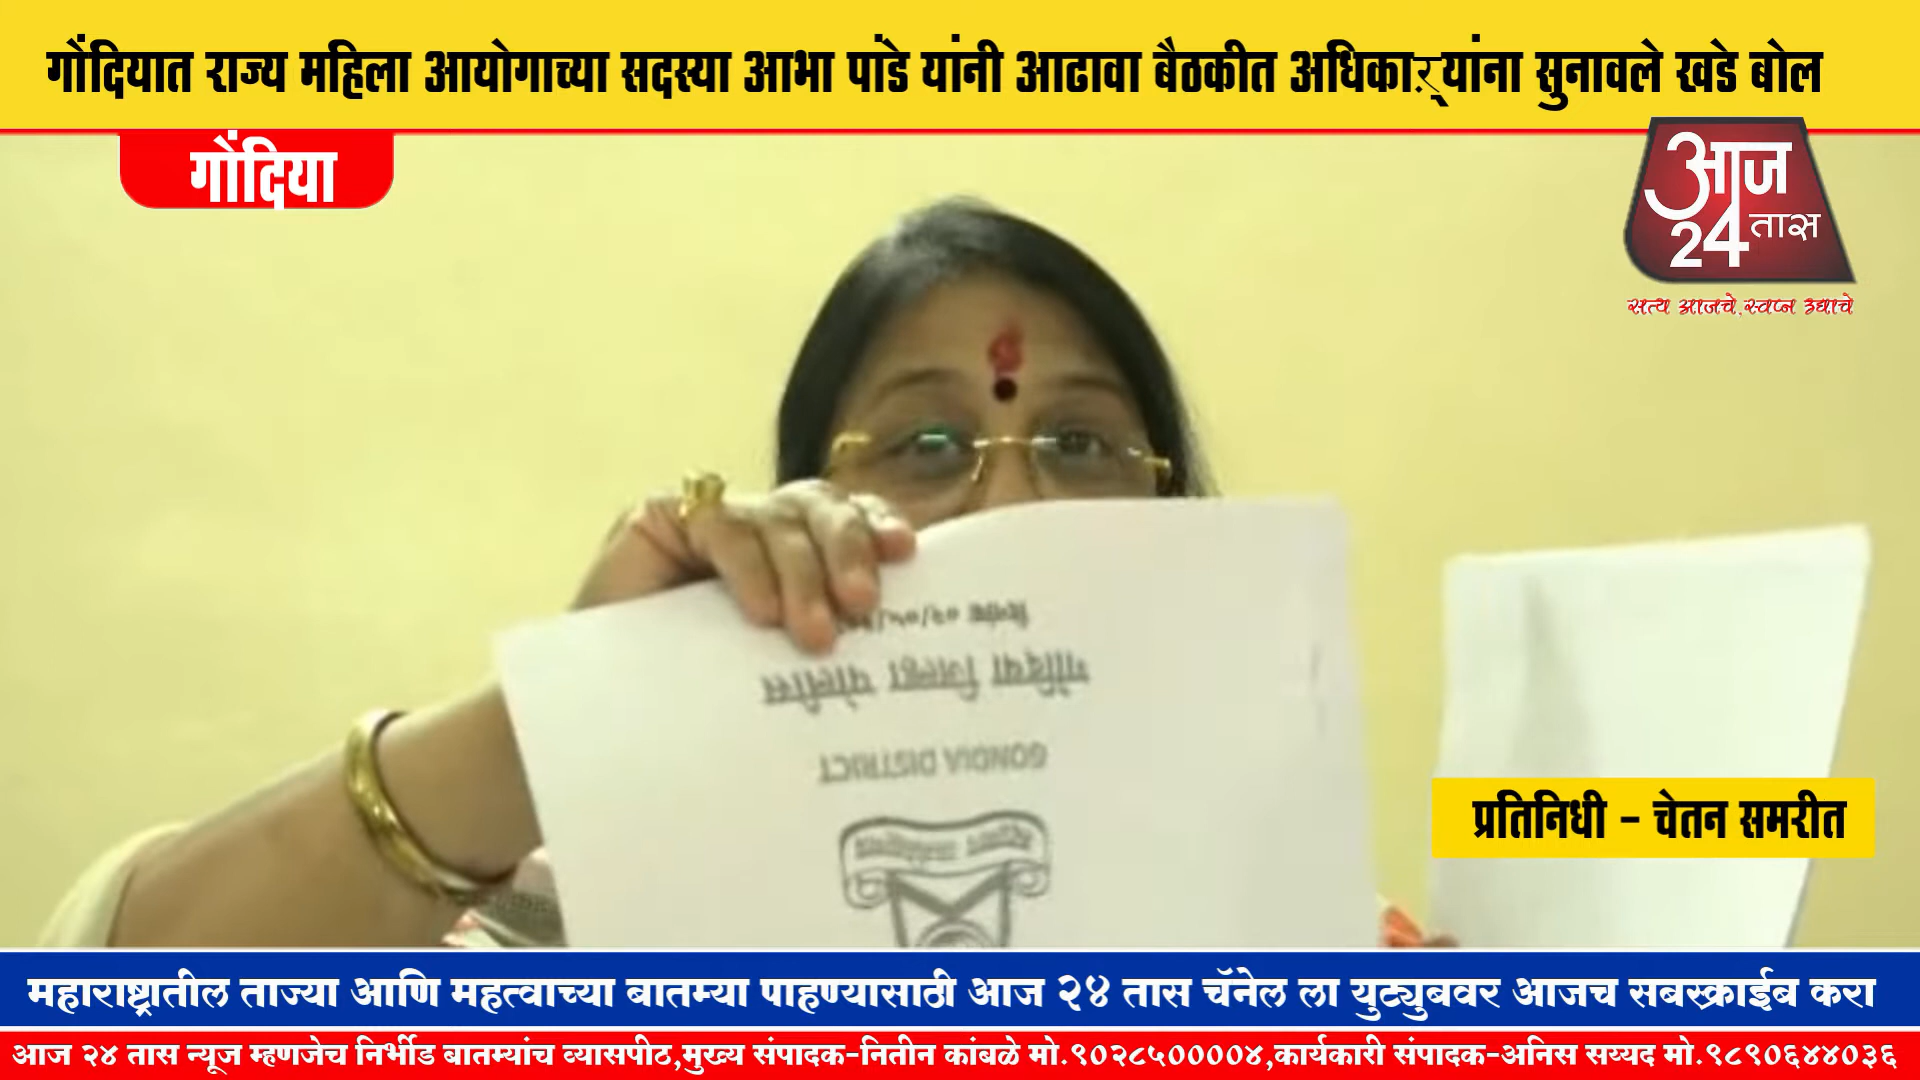 गोंदियात राज्य महिला आयोगाच्या सदस्या आभा पांडे यांनी आढावा बैठकीत अधिकाऱ्यांना सुनावले खडे बोल
गोंदिया
आज
24 तास
सत्य आजचे,स्वप्न उद्याचे
गोंदिया जिल्हा पोलीस
GONDIA DISTRICT
प्रतिनिधी - चेतन समरीत
महाराष्ट्रातील ताज्या आणि महत्वाच्या बातम्या पाहण्यासाठी आज २४ तास चॅनेल ला युट्युबवर आजच सबस्क्राईब करा
आज २४ तास न्यूज म्हणजेच निर्भीड बातम्यांच व्यासपीठ,मुख्य संपादक-नितीन कांबळे मो.९०२८५००००४,कार्यकारी संपादक-अनिस सय्यद मो.९८९०६४४०३६